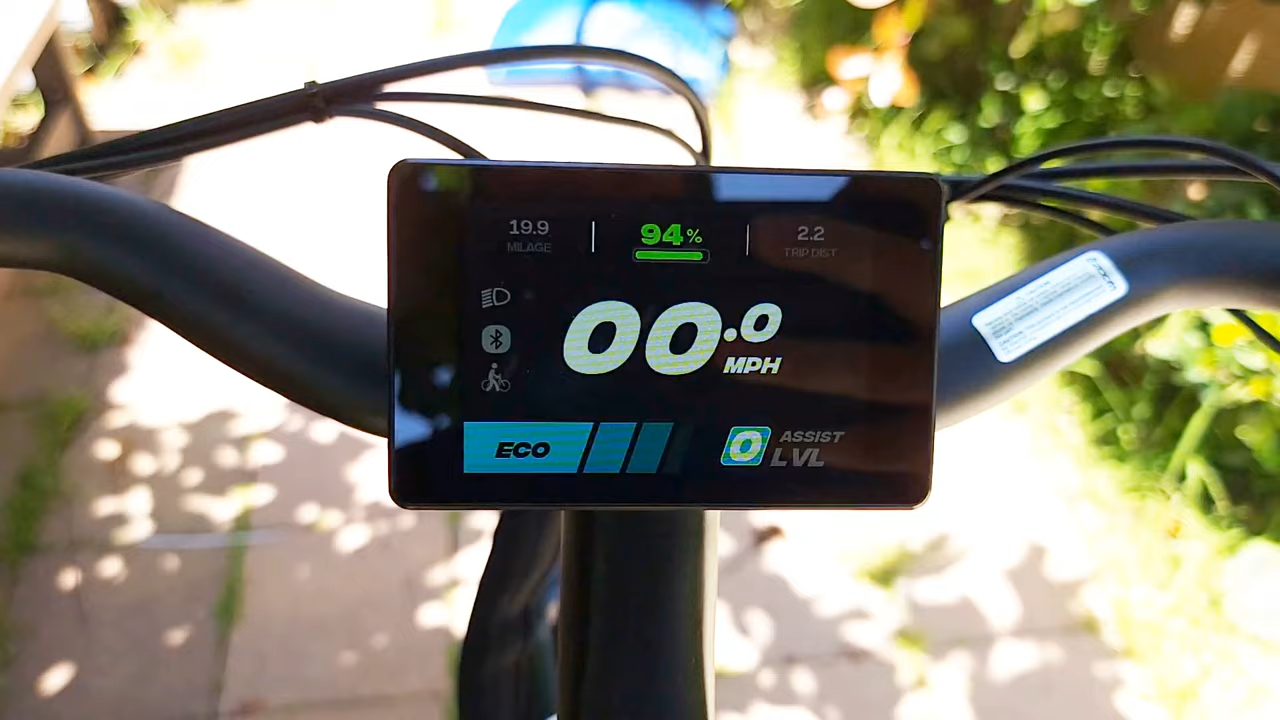 19.9
MILAGE
94%
2.2
TRIP DIST
00.0
MPH
ECO
0
ASSIST
LVL